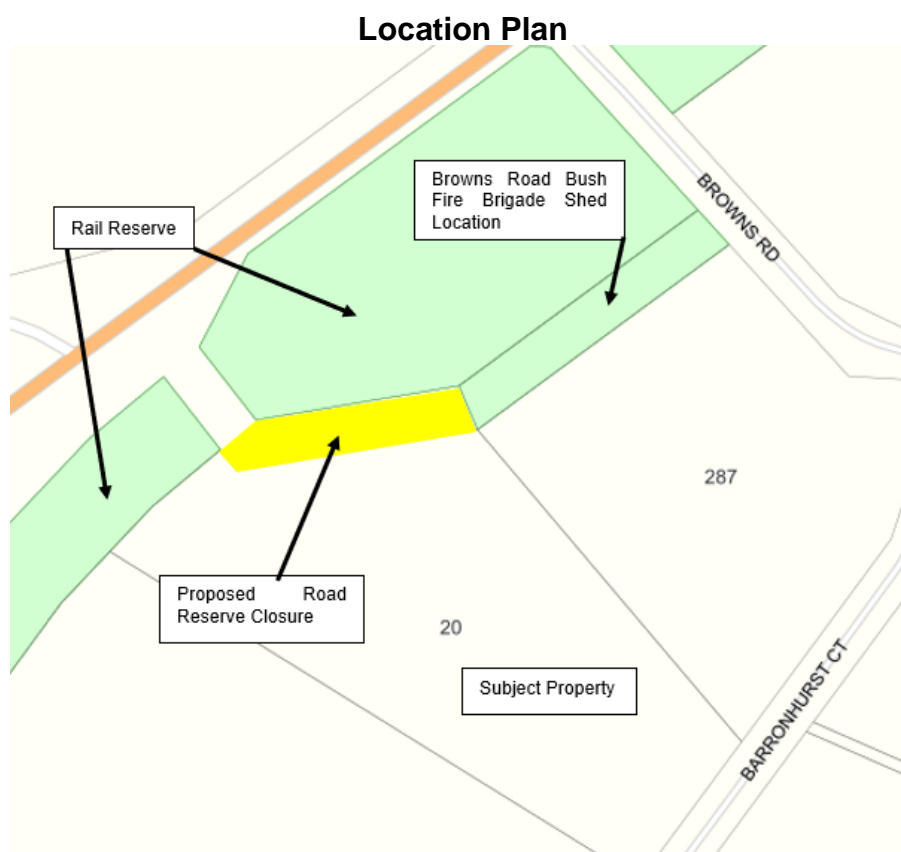 Location Plan
Browns Road Bush
Fire Brigade Shed
Location
Rail Reserve
BROWNS RD
287
Proposed Road
Reserve Closure
20
Subject Property
BARRONHURST CT